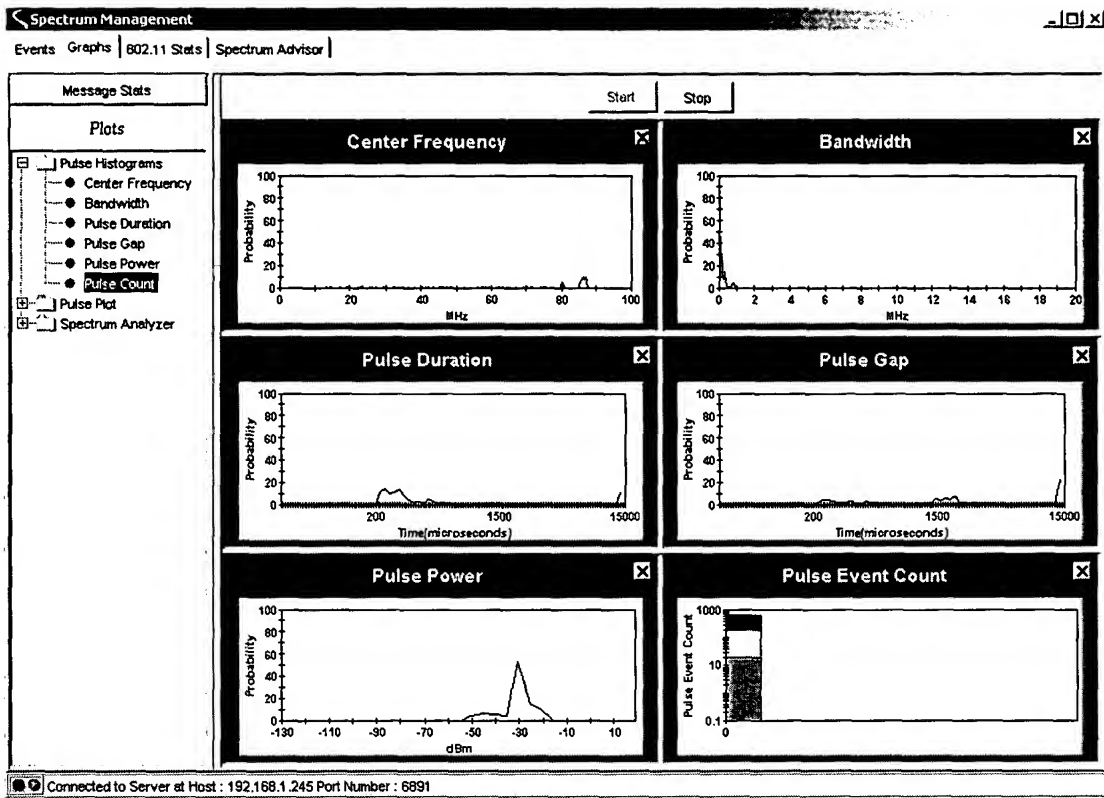 Spectrum Management
Events Graphs 802.11 Stats Spectrum Advisor
Message Stats
Start Stop
Plots
Pulse Histograms
Center Frequency
Bandwidth
Pulse Duration
Pulse Gap
Pulse Power
Pulse Count
Pulse Plot
Spectrum Analyzer
Center Frequency
Probability
100
80
60
40
20
0
0 20 40 60 80 100
MHz
Bandwidth
Probability
100
80
60
40
20
0
0 2 4 6 8 10 12 14 16 18 20
MHz
Pulse Duration
Probability
100
80
60
40
20
0
200 1500 15000
Time(microseconds)
Pulse Gap
Probability
100
80
60
40
20
0
200 1500 15000
Time(microseconds)
Pulse Power
Probability
100
80
60
40
20
0
-130 -110 -90 -70 -50 -30 -10 10
dBm
Pulse Event Count
Pulse Event Count
1000
10
0.1
0
Connected to Server at Host : 192.168.1.245 Port Number : 6891